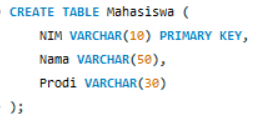 CREATE TABLE Mahasiswa (
NIM VARCHAR(10) PRIMARY KEY,
Nama VARCHAR(50),
Prodi VARCHAR(30)
);